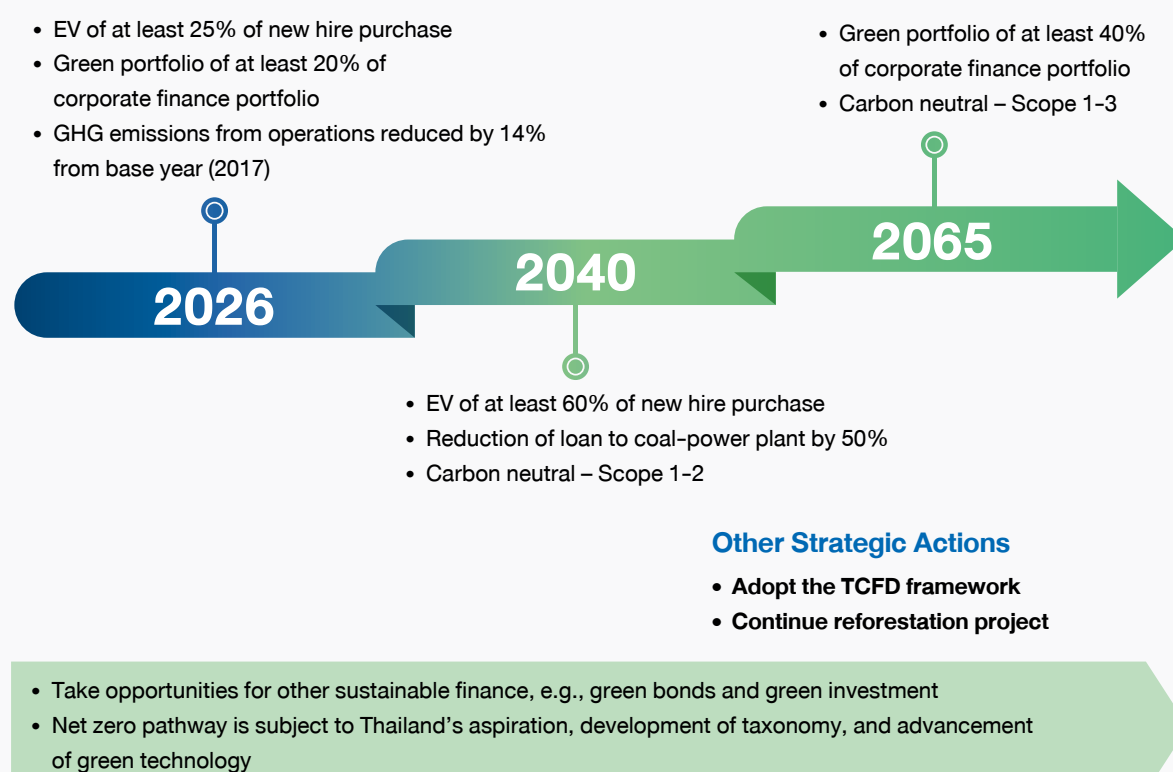 • EV of at least 25% of new hire purchase
• Green portfolio of at least 20% of
corporate finance portfolio
• GHG emissions from operations reduced by 14%
from base year (2017)
• Green portfolio of at least 40%
of corporate finance portfolio
• Carbon neutral – Scope 1-3
2026
2040
2065
• EV of at least 60% of new hire purchase
• Reduction of loan to coal-power plant by 50%
• Carbon neutral – Scope 1-2
Other Strategic Actions
• Adopt the TCFD framework
• Continue reforestation project
• Take opportunities for other sustainable finance, e.g., green bonds and green investment
• Net zero pathway is subject to Thailand's aspiration, development of taxonomy, and advancement
of green technology